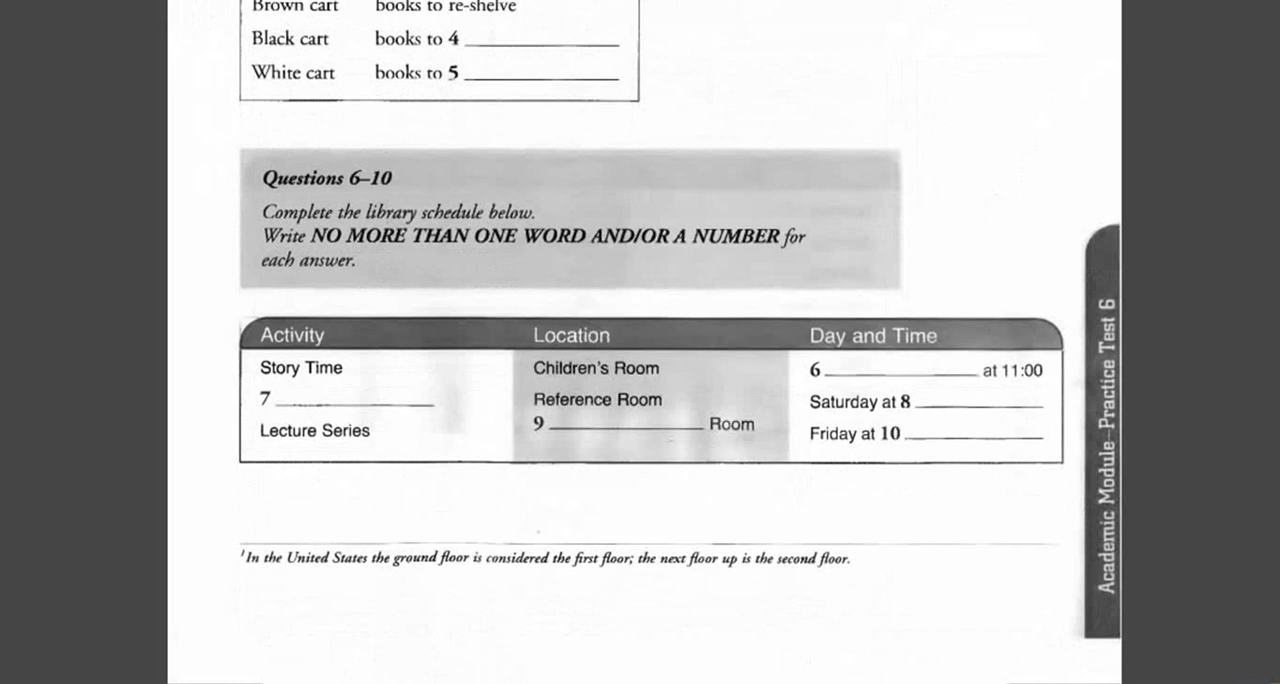 Brown cart books to re-shelve
Black cart books to 4
White cart books to 5
Questions 6–10
Complete the library schedule below.
Write NO MORE THAN ONE WORD AND/OR A NUMBER for
each answer.
Activity Location Day and Time
Story Time Children's Room 6 at 11:00
7 Reference Room Saturday at 8
Lecture Series 9 Room Friday at 10
1In the United States the ground floor is considered the first floor; the next floor up is the second floor.
Academic Module–Practice Test 6